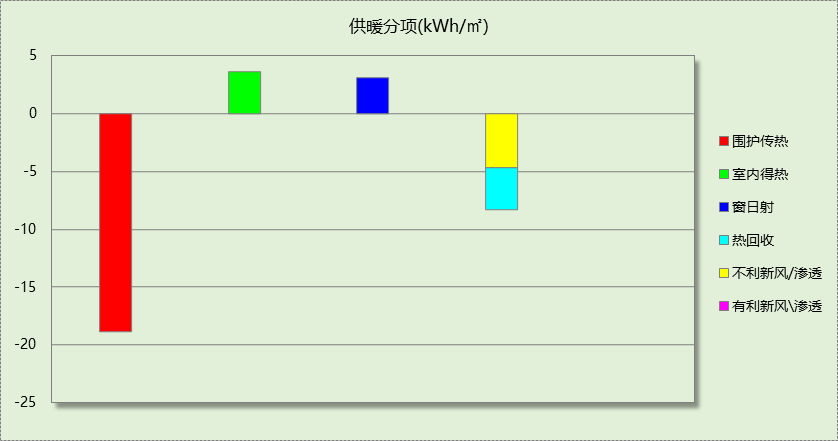 供暖分项(kWh/㎡)
5
0
-5
-10
-15
-20
-25
围护传热
室内得热
窗日射
热回收
不利新风/渗透
有利新风\渗透